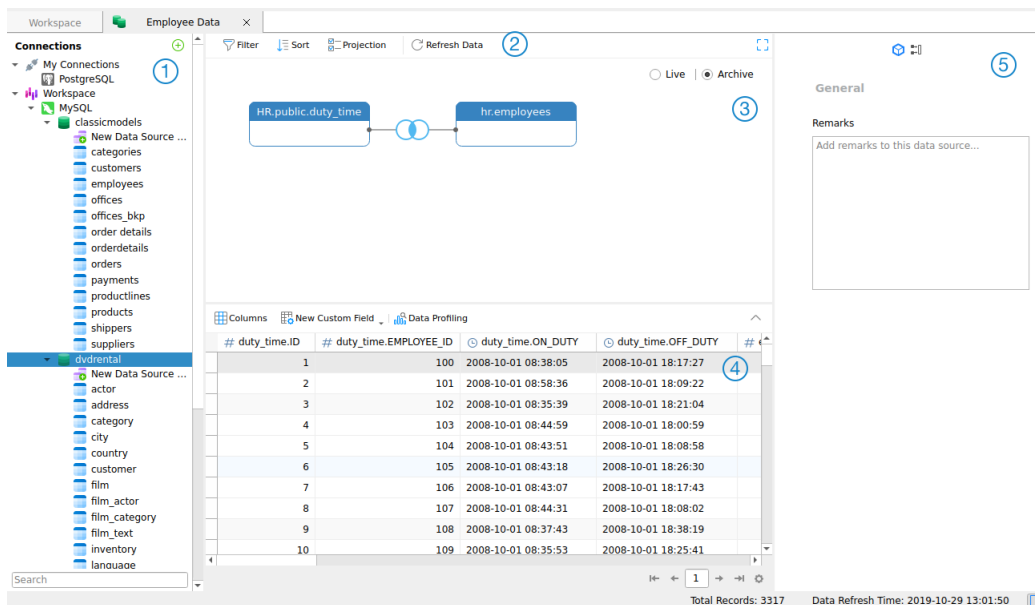 Workspace
Employee Data
Connections
1
My Connections
PostgreSQL
Workspace
MySQL
classicmodels
New Data Source ...
categories
customers
employees
offices
offices_bkp
order details
orderdetails
orders
payments
productlines
products
shippers
suppliers
dvdrental
New Data Source ...
actor
address
category
city
country
customer
film
film_actor
film_category
film_text
inventory
language
Search
Filter Sort Projection Refresh Data 2
Live Archive
3
HR.public.duty_time hr.employees
Columns New Custom Field Data Profiling
# duty_time.ID # duty_time.EMPLOYEE_ID duty_time.ON_DUTY duty_time.OFF_DUTY #
1 100 2008-10-01 08:38:05 2008-10-01 18:17:27
4
2 101 2008-10-01 08:58:36 2008-10-01 18:09:22
3 102 2008-10-01 08:35:39 2008-10-01 18:21:04
4 103 2008-10-01 08:44:59 2008-10-01 18:00:59
5 104 2008-10-01 08:43:51 2008-10-01 18:08:58
6 105 2008-10-01 08:43:18 2008-10-01 18:26:30
7 106 2008-10-01 08:43:07 2008-10-01 18:17:43
8 107 2008-10-01 08:44:31 2008-10-01 18:08:02
9 108 2008-10-01 08:37:43 2008-10-01 18:38:19
10 109 2008-10-01 08:35:53 2008-10-01 18:25:41
1
5
General
Remarks
Add remarks to this data source...
Total Records: 3317 Data Refresh Time: 2019-10-29 13:01:50